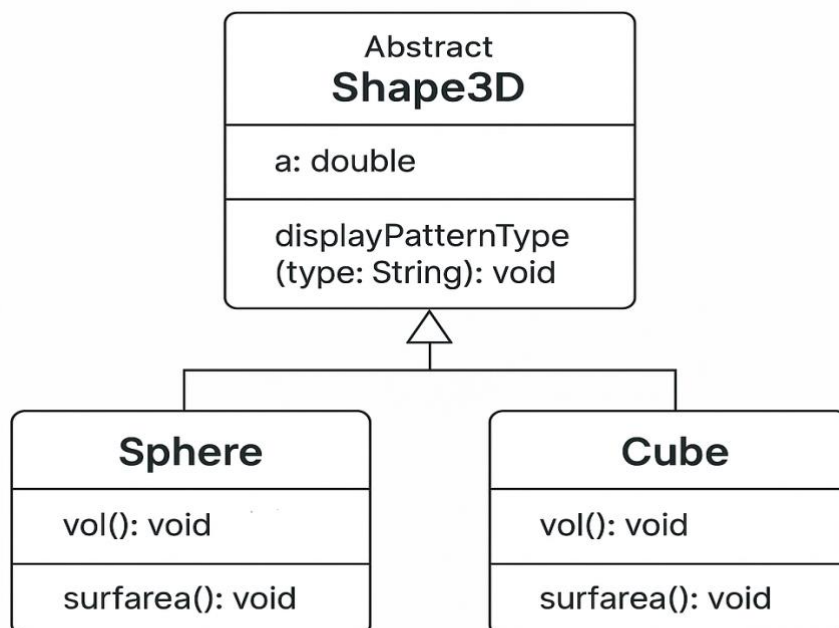 Abstract
Shape3D
a: double
displayPatternType
(type: String): void
Sphere
vol(): void
surfarea(): void
Cube
vol(): void
surfarea(): void